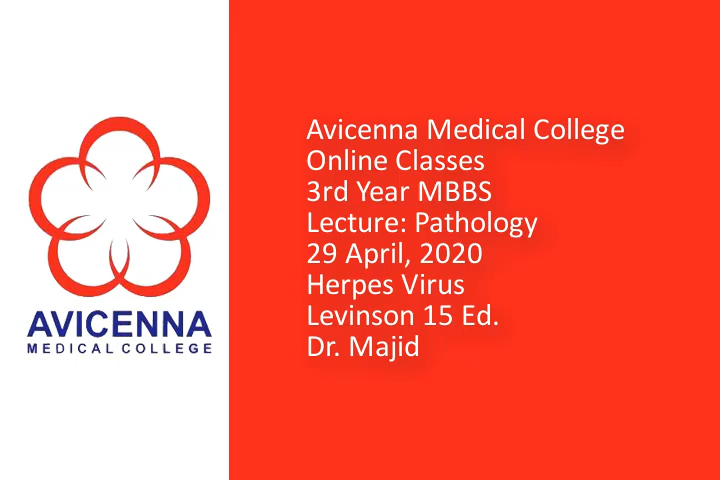 AVICENNA
MEDICAL COLLEGE
Avicenna Medical College
Online Classes
3rd Year MBBS
Lecture: Pathology
29 April, 2020
Herpes Virus
Levinson 15 Ed.
Dr. Majid